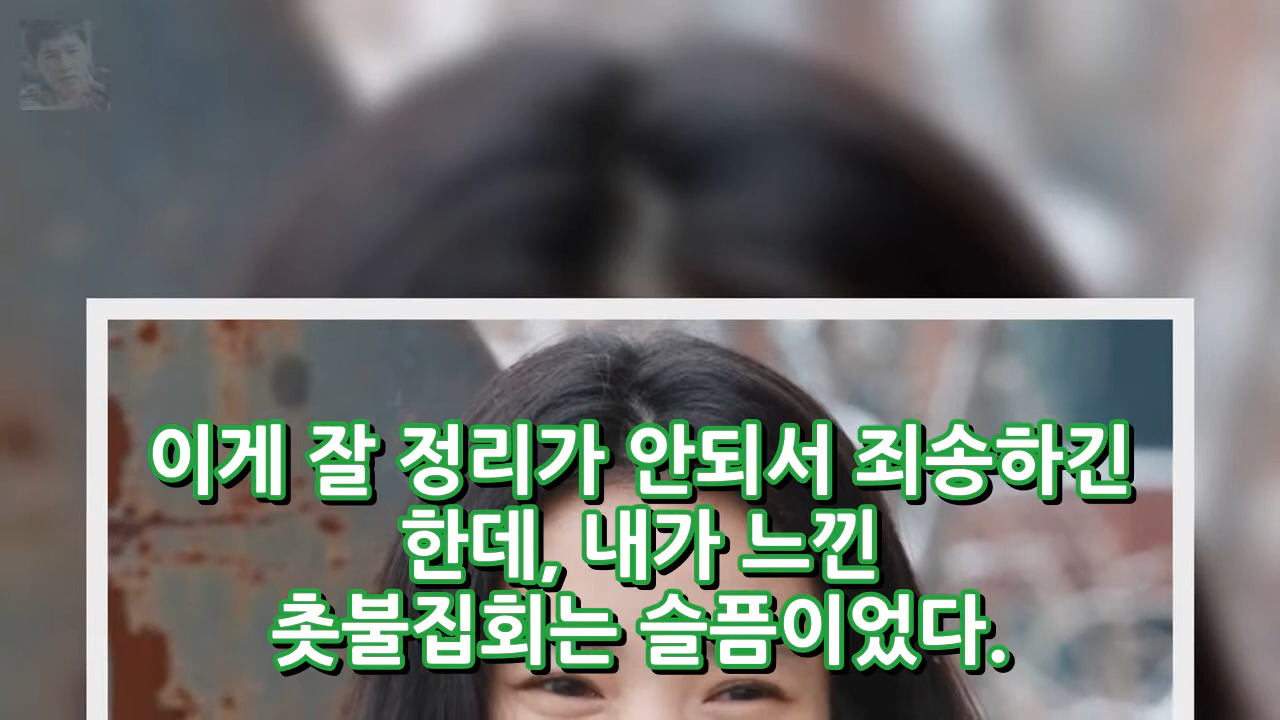 이게 잘 정리가 안되서 죄송하긴
한데, 내가 느낀
촛불집회는 슬픔이었다.